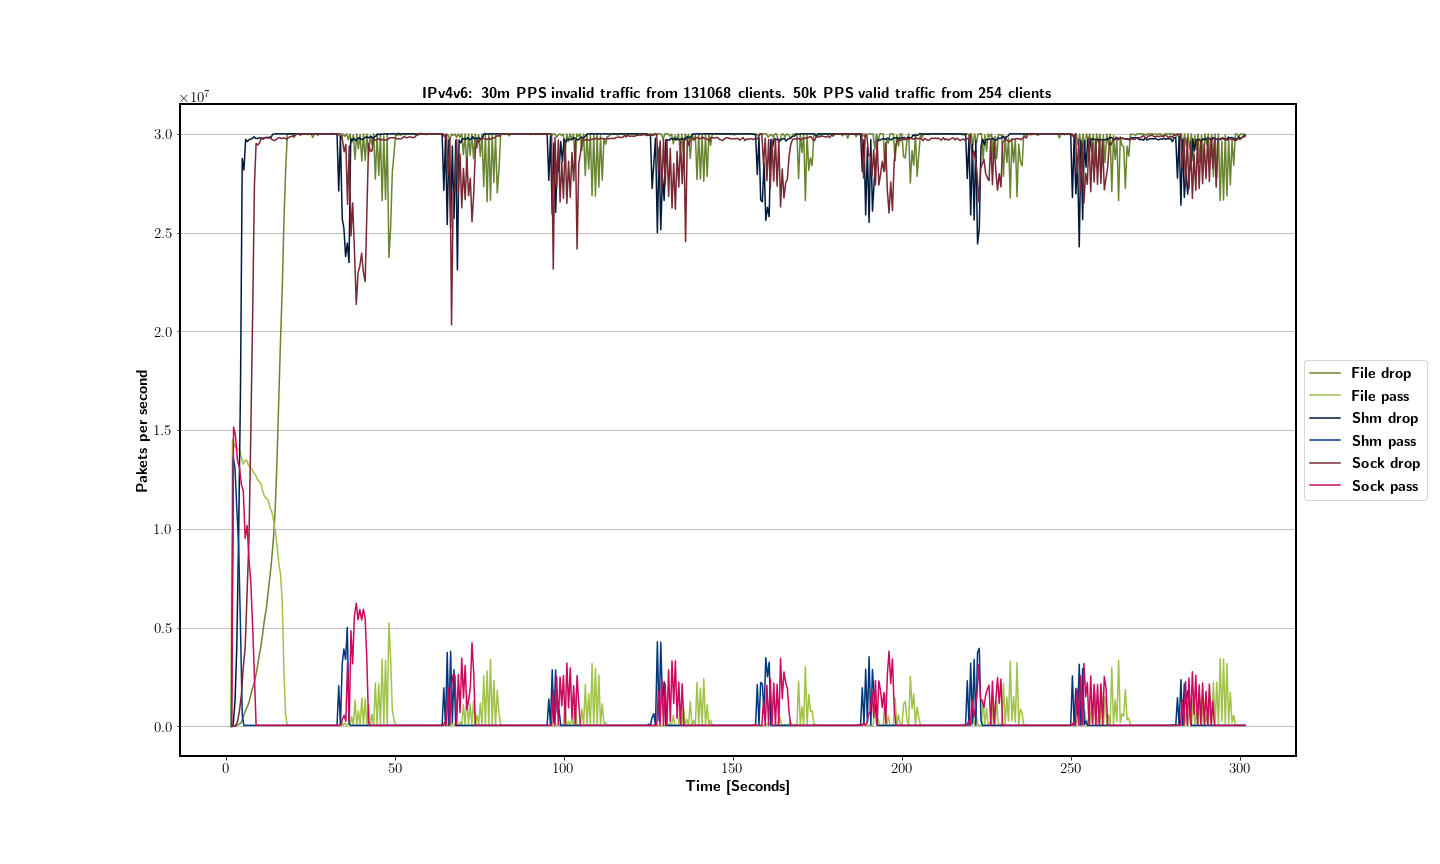 IPv4v6: 30m PPS invalid traffic from 131068 clients. 50k PPS valid traffic from 254 clients
×10⁷
3.0
2.5
2.0
1.5
1.0
0.5
0.0
Pakets per second
0 50 100 150 200 250 300
Time [Seconds]
File drop
File pass
Shm drop
Shm pass
Sock drop
Sock pass